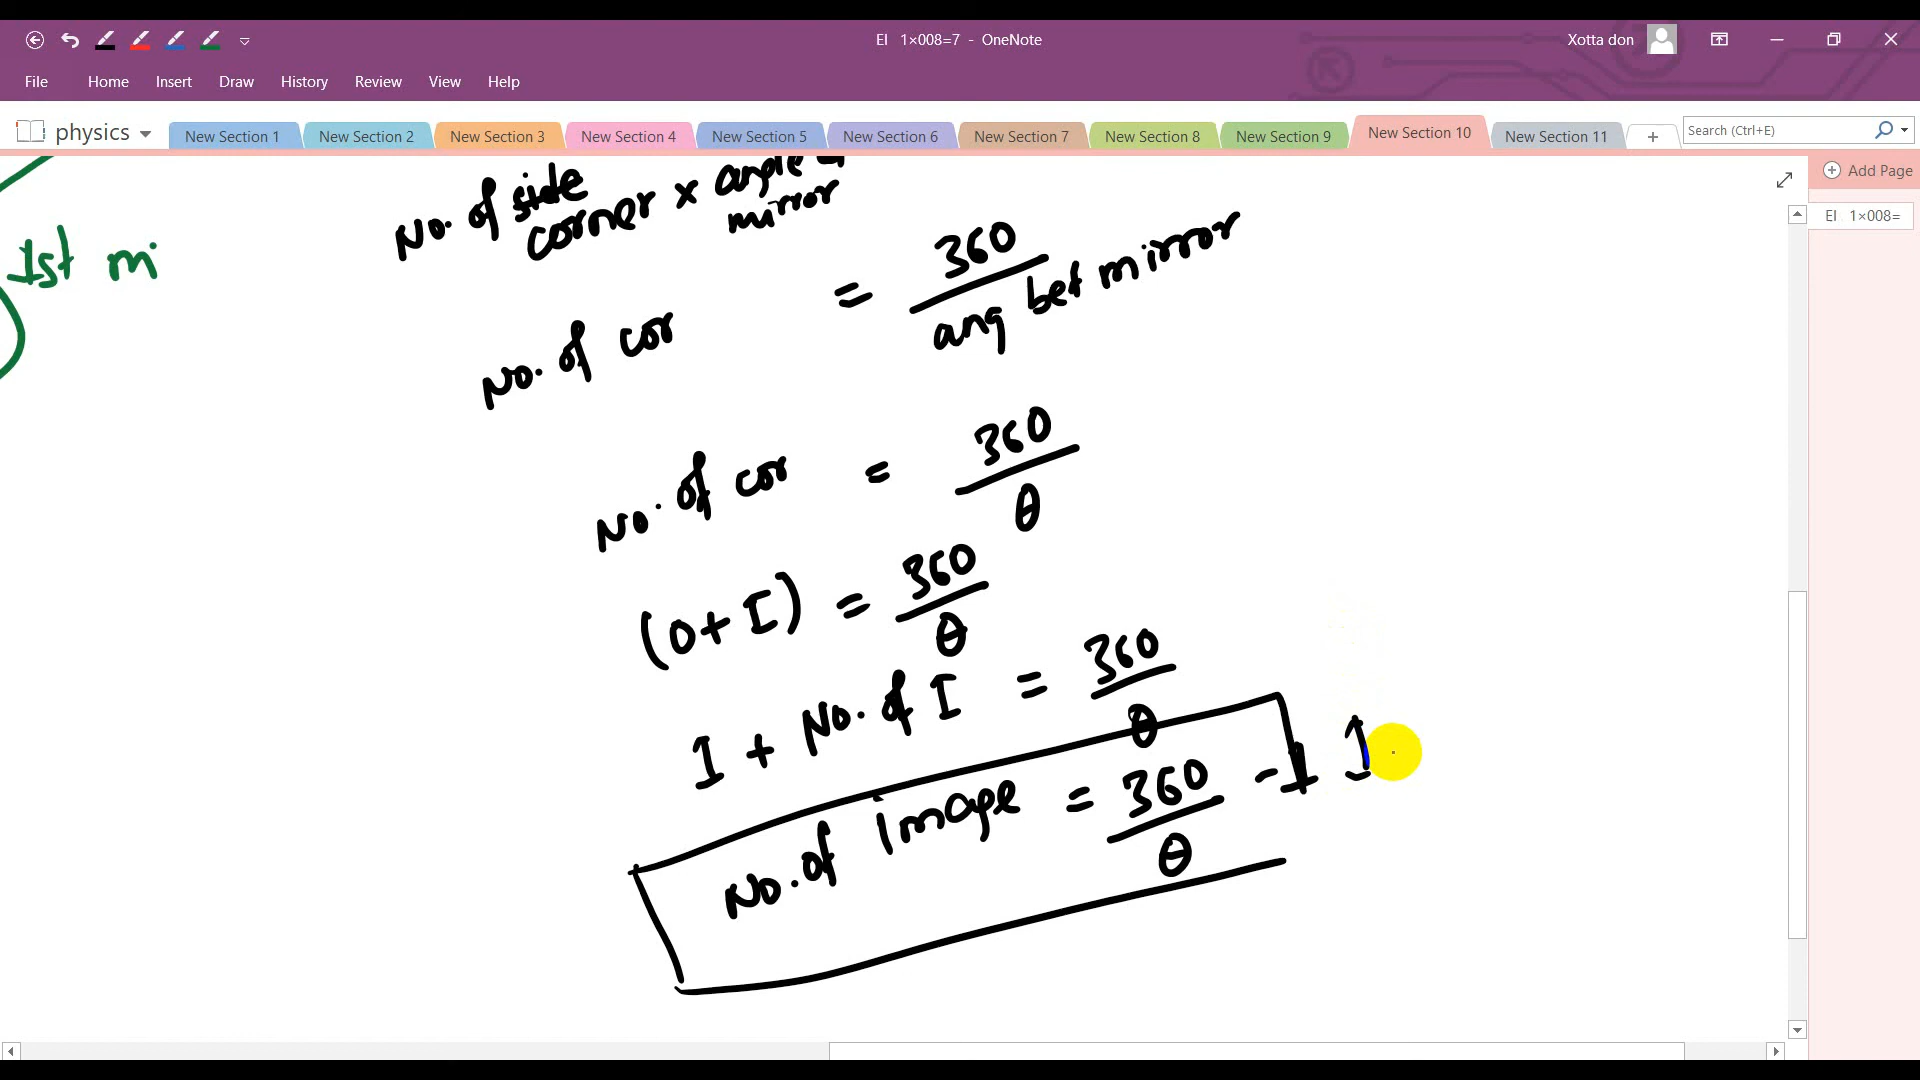 EI 1×008=7 - OneNote
Xotta don
File Home Insert Draw History Review View Help
physics
New Section 1 New Section 2 New Section 3 New Section 4 New Section 5 New Section 6 New Section 7 New Section 8 New Section 9 New Section 10 New Section 11 +
Search (Ctrl+E)
Add Page
EI 1×008=
1st mi
No. of side
corner × angle
mirror
No. of cor = 360
ang bet mirror
No. of cor = 360
θ
(O+I) = 360
θ
I + No. of I = 360
θ
No. of image = 360 - 1 1
θ